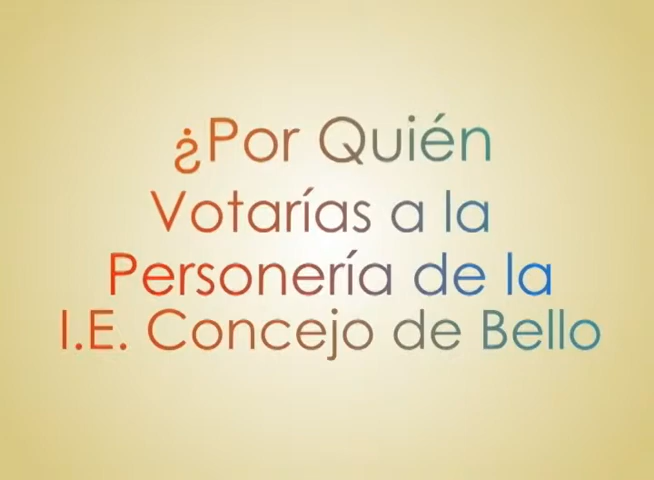 ¿Por Quién
Votarías a la
Personería de la
I.E. Concejo de Bello